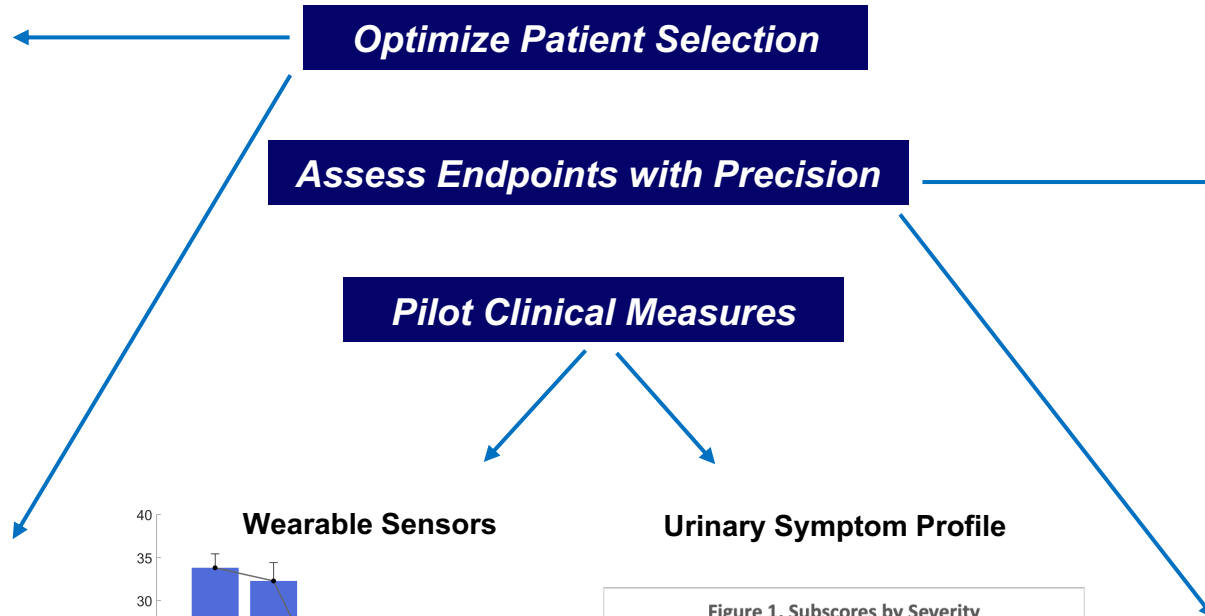 Optimize Patient Selection
Assess Endpoints with Precision
Pilot Clinical Measures
Wearable Sensors
Urinary Symptom Profile
40
35
30
Figure 1. Subscores by Severity